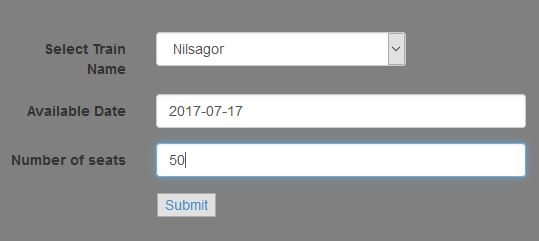 Select Train
Name
Nilsagor
Available Date
2017-07-17
Number of seats
50
Submit